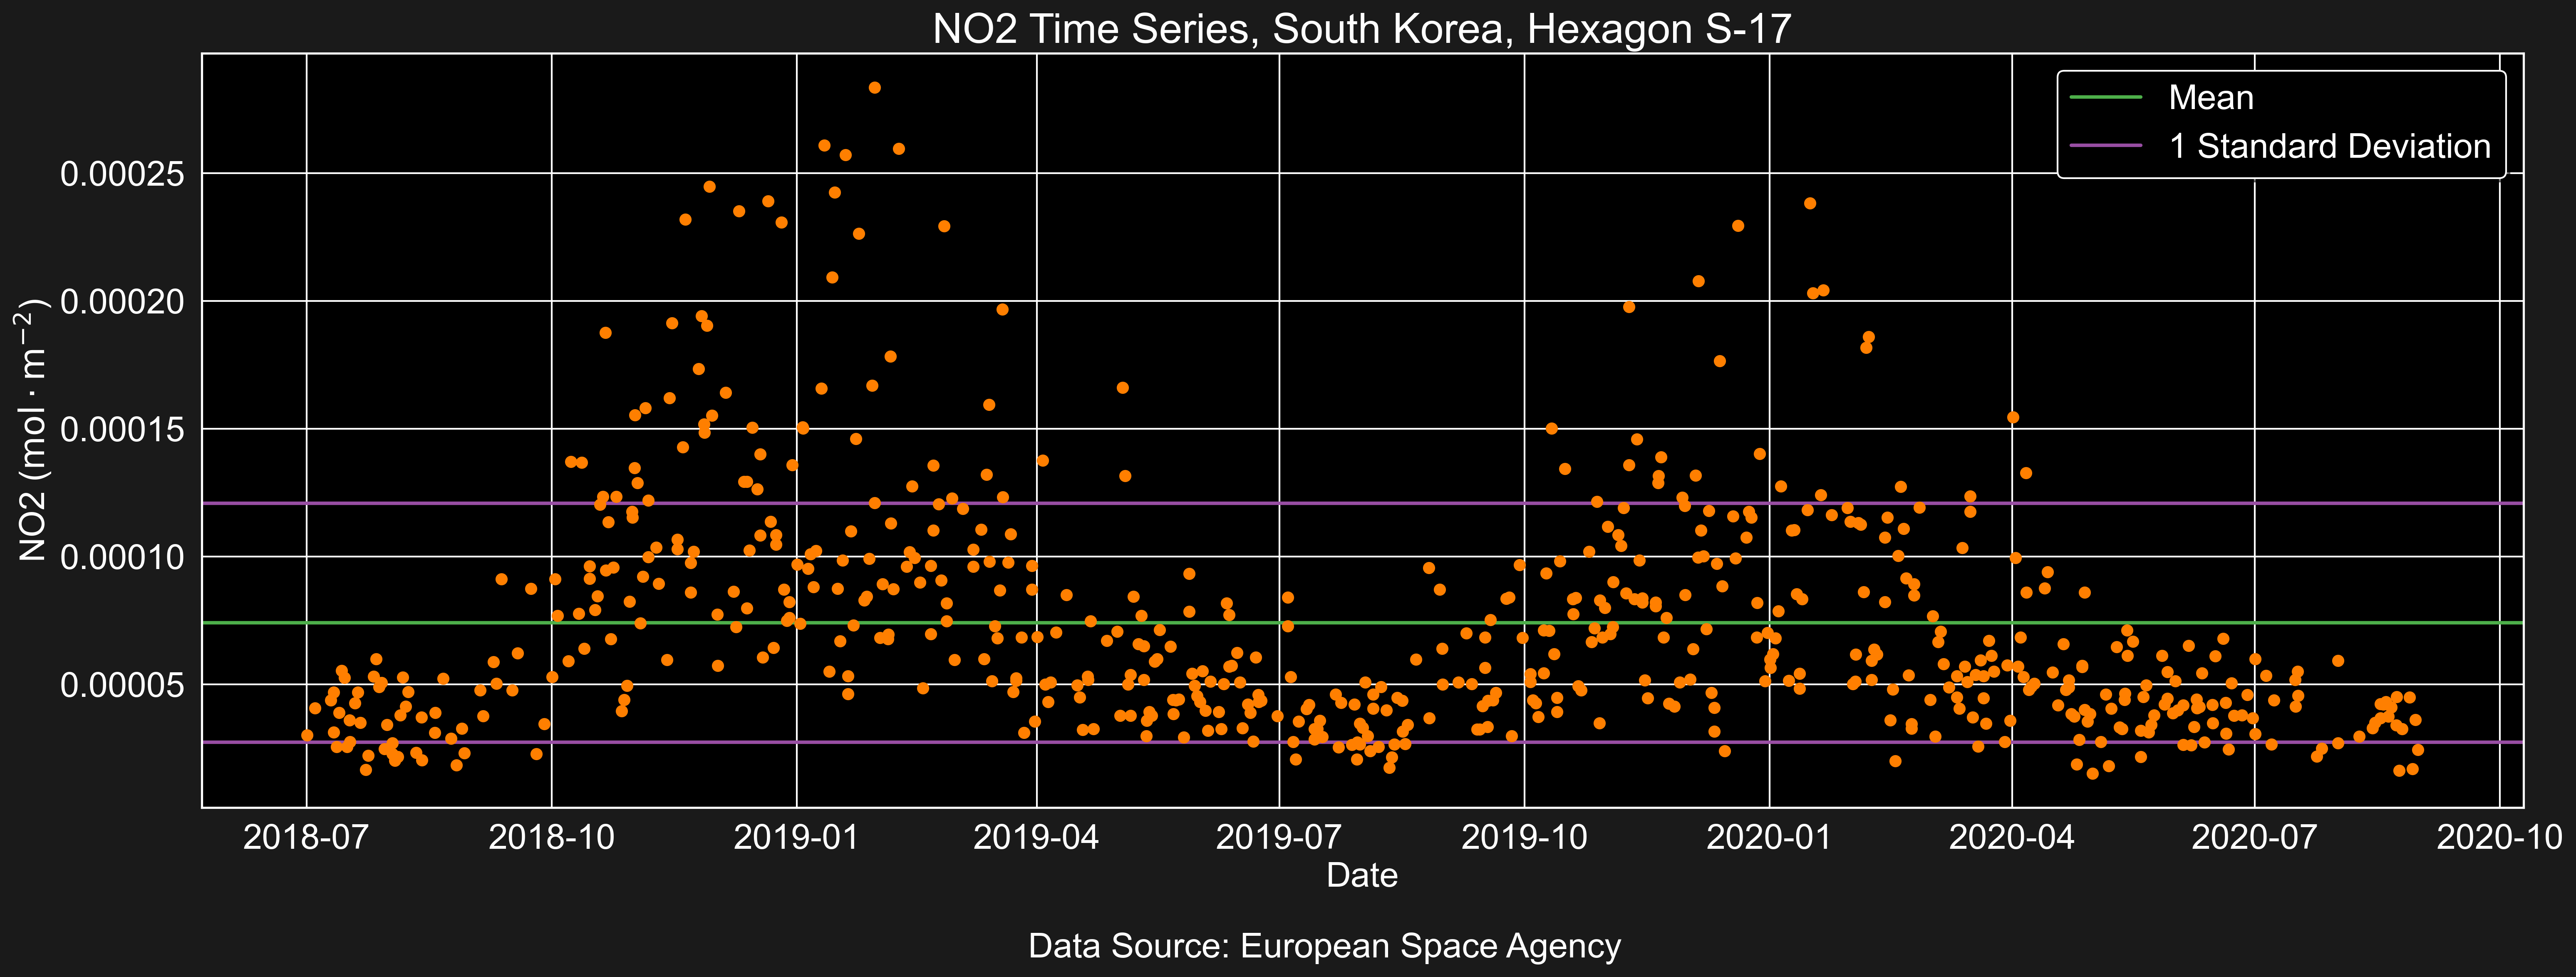 NO2 Time Series, South Korea, Hexagon S-17
Mean
1 Standard Deviation
NO2 (mol · m⁻²)
0.00025
0.00020
0.00015
0.00010
0.00005
2018-07 2018-10 2019-01 2019-04 2019-07 2019-10 2020-01 2020-04 2020-07 2020-10
Date
Data Source: European Space Agency